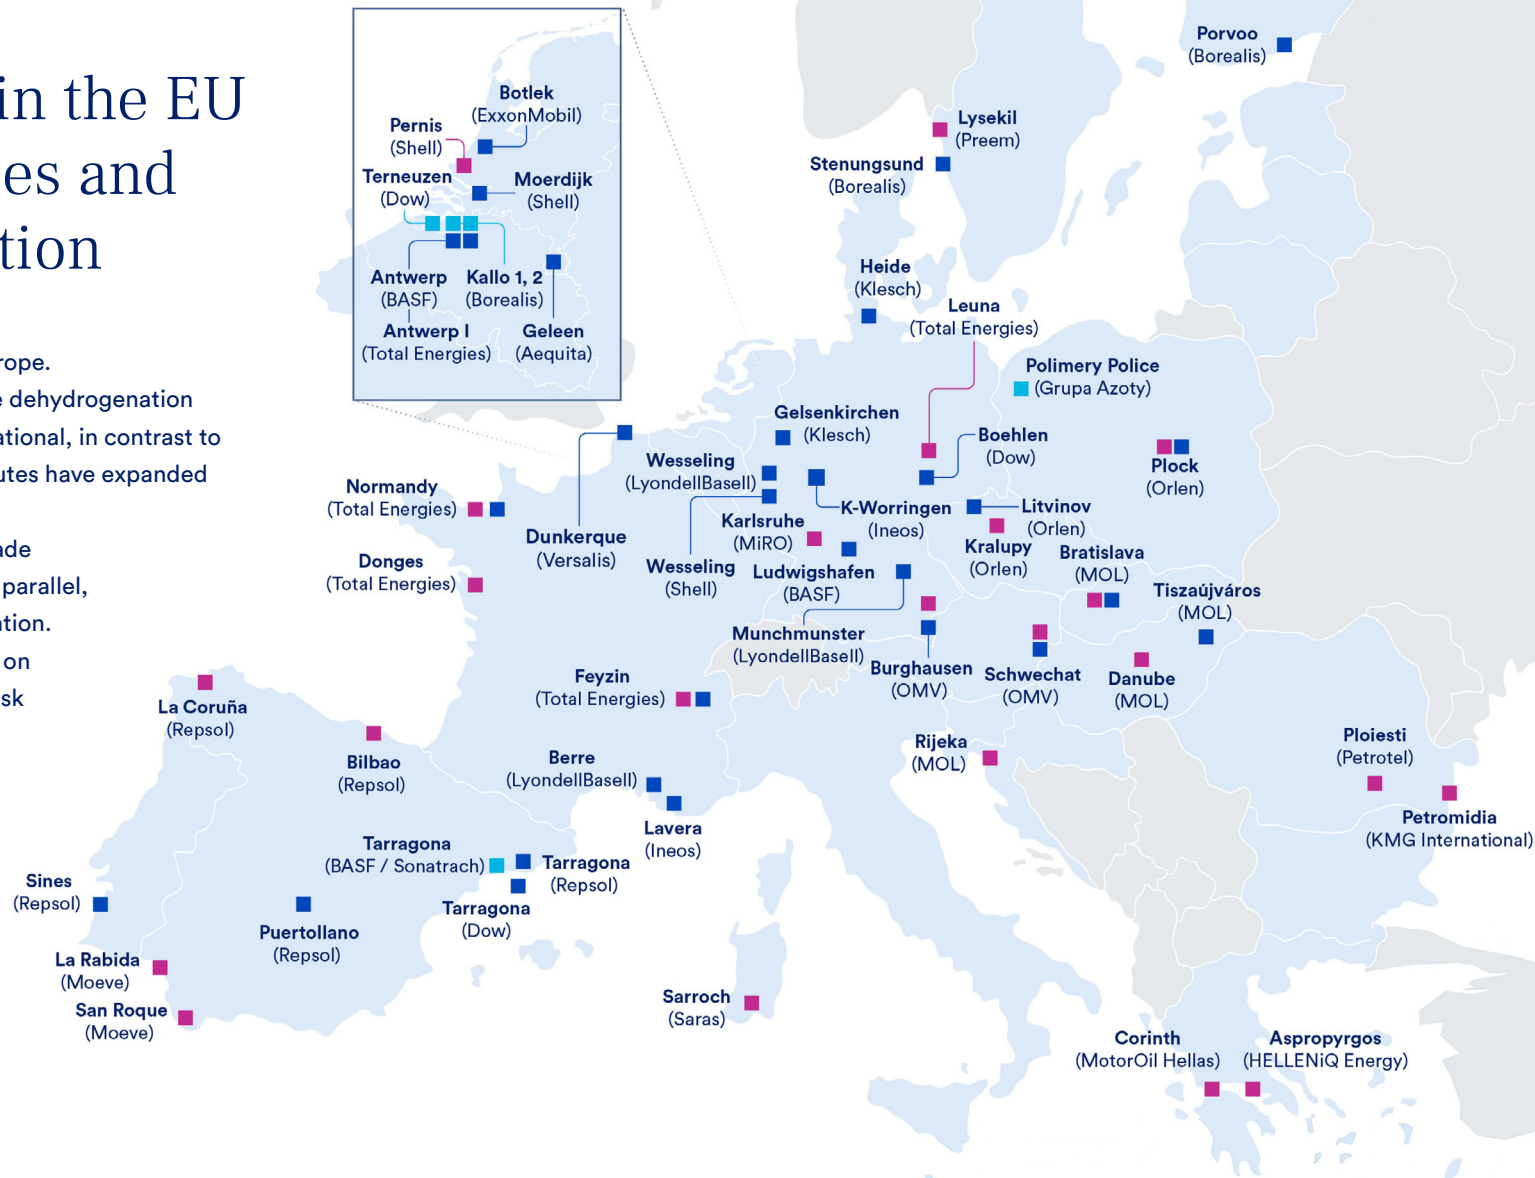 in the EU
es and
tion
rope.
e dehydrogenation
ational, in contrast to
utes have expanded
ade
parallel,
ation.
on
sk
Botlek
(ExxonMobil)
Pernis
(Shell)
Terneuzen
(Dow)
Moerdijk
(Shell)
Antwerp
(BASF)
Kallo 1, 2
(Borealis)
Antwerp I
(Total Energies)
Geleen
(Aequita)
Porvoo
(Borealis)
Lysekil
(Preem)
Stenungsund
(Borealis)
Heide
(Klesch)
Leuna
(Total Energies)
Polimery Police
(Grupa Azoty)
Gelsenkirchen
(Klesch)
Boehlen
(Dow)
Plock
(Orlen)
Wesseling
(LyondellBasell)
Normandy
(Total Energies)
Dunkerque
(Versalis)
Karlsruhe
(MiRO)
K-Worringen
(Ineos)
Litvinov
(Orlen)
Kralupy
(Orlen)
Bratislava
(MOL)
Donges
(Total Energies)
Wesseling
(Shell)
Ludwigshafen
(BASF)
Tiszaújváros
(MOL)
Munchmunster
(LyondellBasell)
Burghausen
(OMV)
Schwechat
(OMV)
Danube
(MOL)
Feyzin
(Total Energies)
La Coruña
(Repsol)
Bilbao
(Repsol)
Rijeka
(MOL)
Ploiesti
(Petrotel)
Berre
(LyondellBasell)
Petromidia
(KMG International)
Lavera
(Ineos)
Tarragona
(BASF / Sonatrach)
Tarragona
(Repsol)
Sines
(Repsol)
Tarragona
(Dow)
Puertollano
(Repsol)
La Rabida
(Moeve)
San Roque
(Moeve)
Sarroch
(Saras)
Corinth
(MotorOil Hellas)
Aspropyrgos
(HELLENiQ Energy)